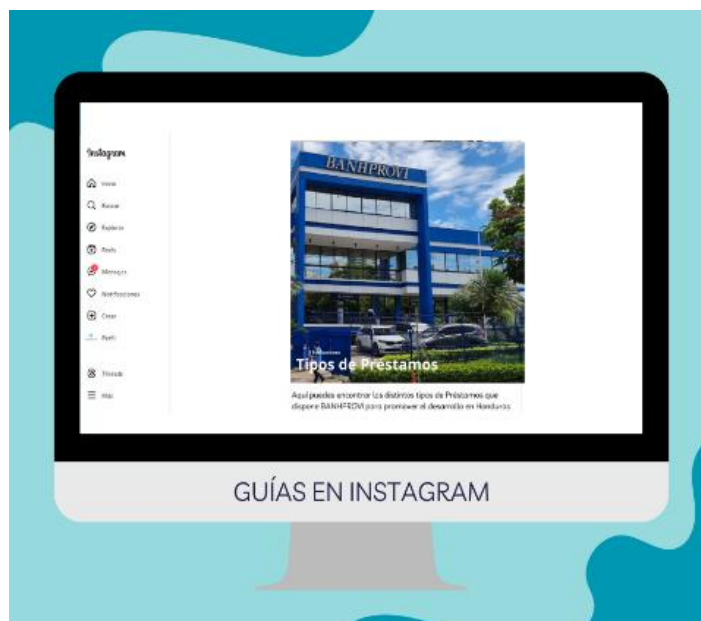 Instagram
Inicio
Buscar
Explorar
Reels
Mensajes
Notificaciones
Crear
Perfil
Threads
Más
BANHPROVI
Tipos de Préstamos
Aquí puedes encontrar los distintos tipos de Préstamos que
dispone BANHPROVI para promover el desarrollo en Honduras
GUÍAS EN INSTAGRAM